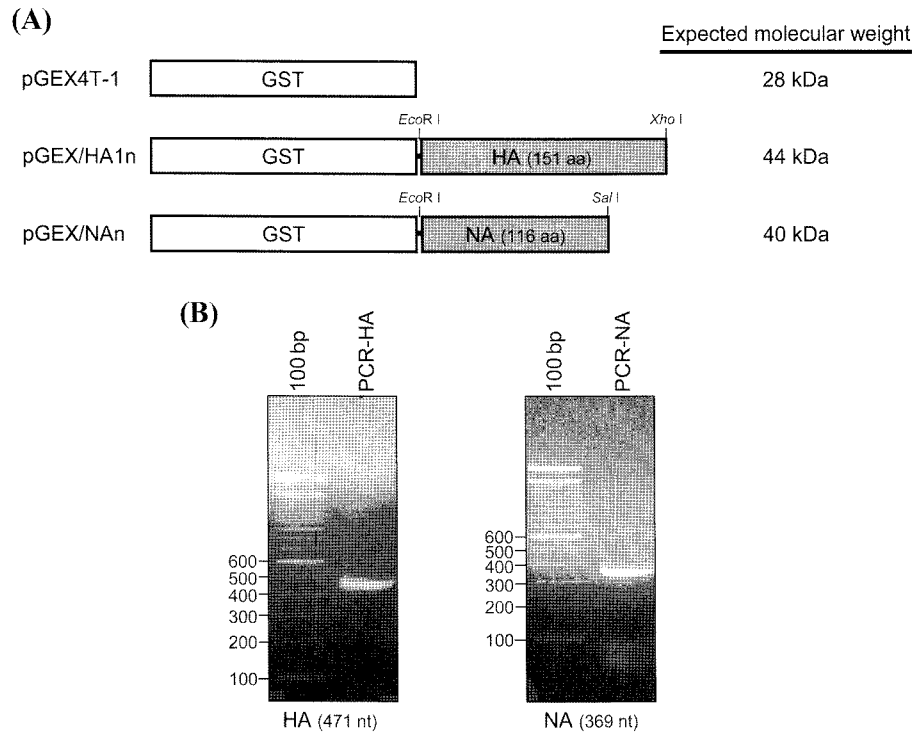 (A)
Expected molecular weight
pGEX4T-1 GST 28 kDa
EcoR I Xho I
pGEX/HA1n GST HA (151 aa) 44 kDa
EcoR I Sal I
pGEX/NAn GST NA (116 aa) 40 kDa
(B)
100 bp PCR-HA 100 bp PCR-NA
600 600
500 500
400 400
300 300
200 200
100 100
HA (471 nt) NA (369 nt)